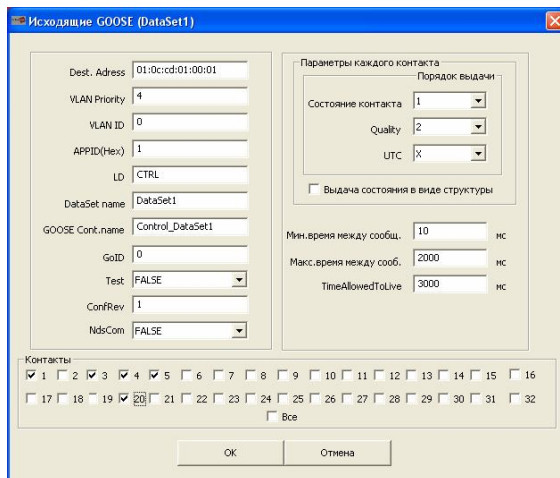 Исходящие GOOSE (DataSet1)
Dest. Adress 01:0c:cd:01:00:01
VLAN Priority 4
VLAN ID 0
APPID(Hex) 1
LD CTRL
DataSet name DataSet1
GOOSE Cont.name Control_DataSet1
GoID 0
Test FALSE
ConfRev 1
NdsCom FALSE
Параметры каждого контакта
Порядок выдачи
Состояние контакта 1
Quality 2
UTC X
Выдача состояния в виде структуры
Мин.время между сообщ. 10 мс
Макс.время между сооб. 2000 мс
TimeAllowedToLive 3000 мс
Контакты
1 2 3 4 5 6 7 8 9 10 11 12 13 14 15 16
17 18 19 20 21 22 23 24 25 26 27 28 29 30 31 32
Все
OK Отмена